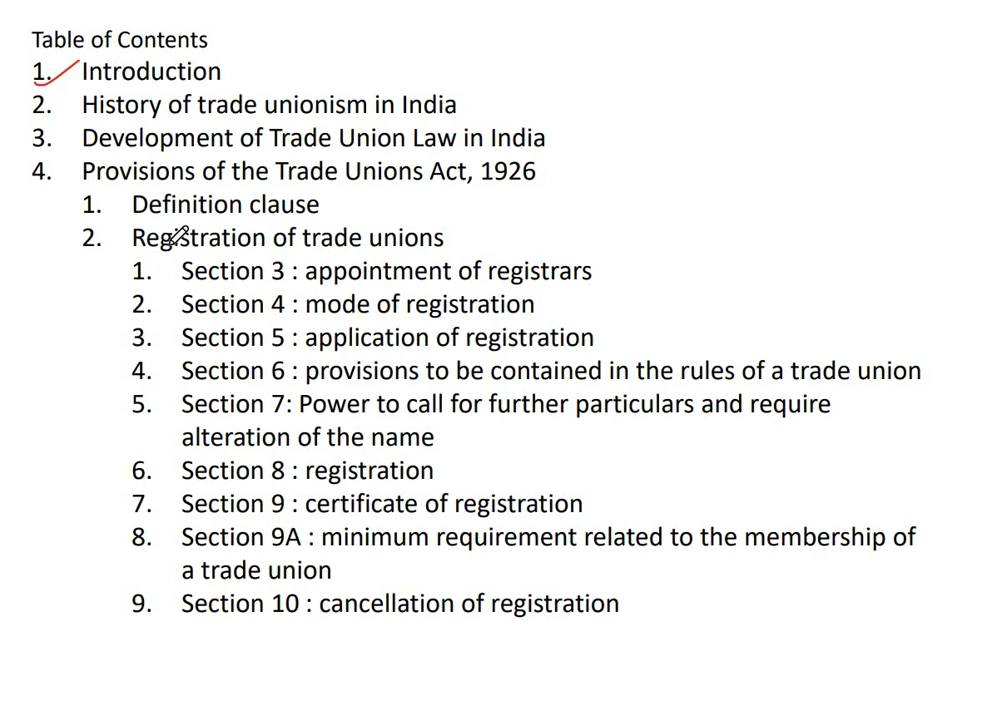 Table of Contents
1. Introduction
2. History of trade unionism in India
3. Development of Trade Union Law in India
4. Provisions of the Trade Unions Act, 1926
1. Definition clause
2. Registration of trade unions
1. Section 3 : appointment of registrars
2. Section 4 : mode of registration
3. Section 5 : application of registration
4. Section 6 : provisions to be contained in the rules of a trade union
5. Section 7: Power to call for further particulars and require
alteration of the name
6. Section 8 : registration
7. Section 9 : certificate of registration
8. Section 9A : minimum requirement related to the membership of
a trade union
9. Section 10 : cancellation of registration